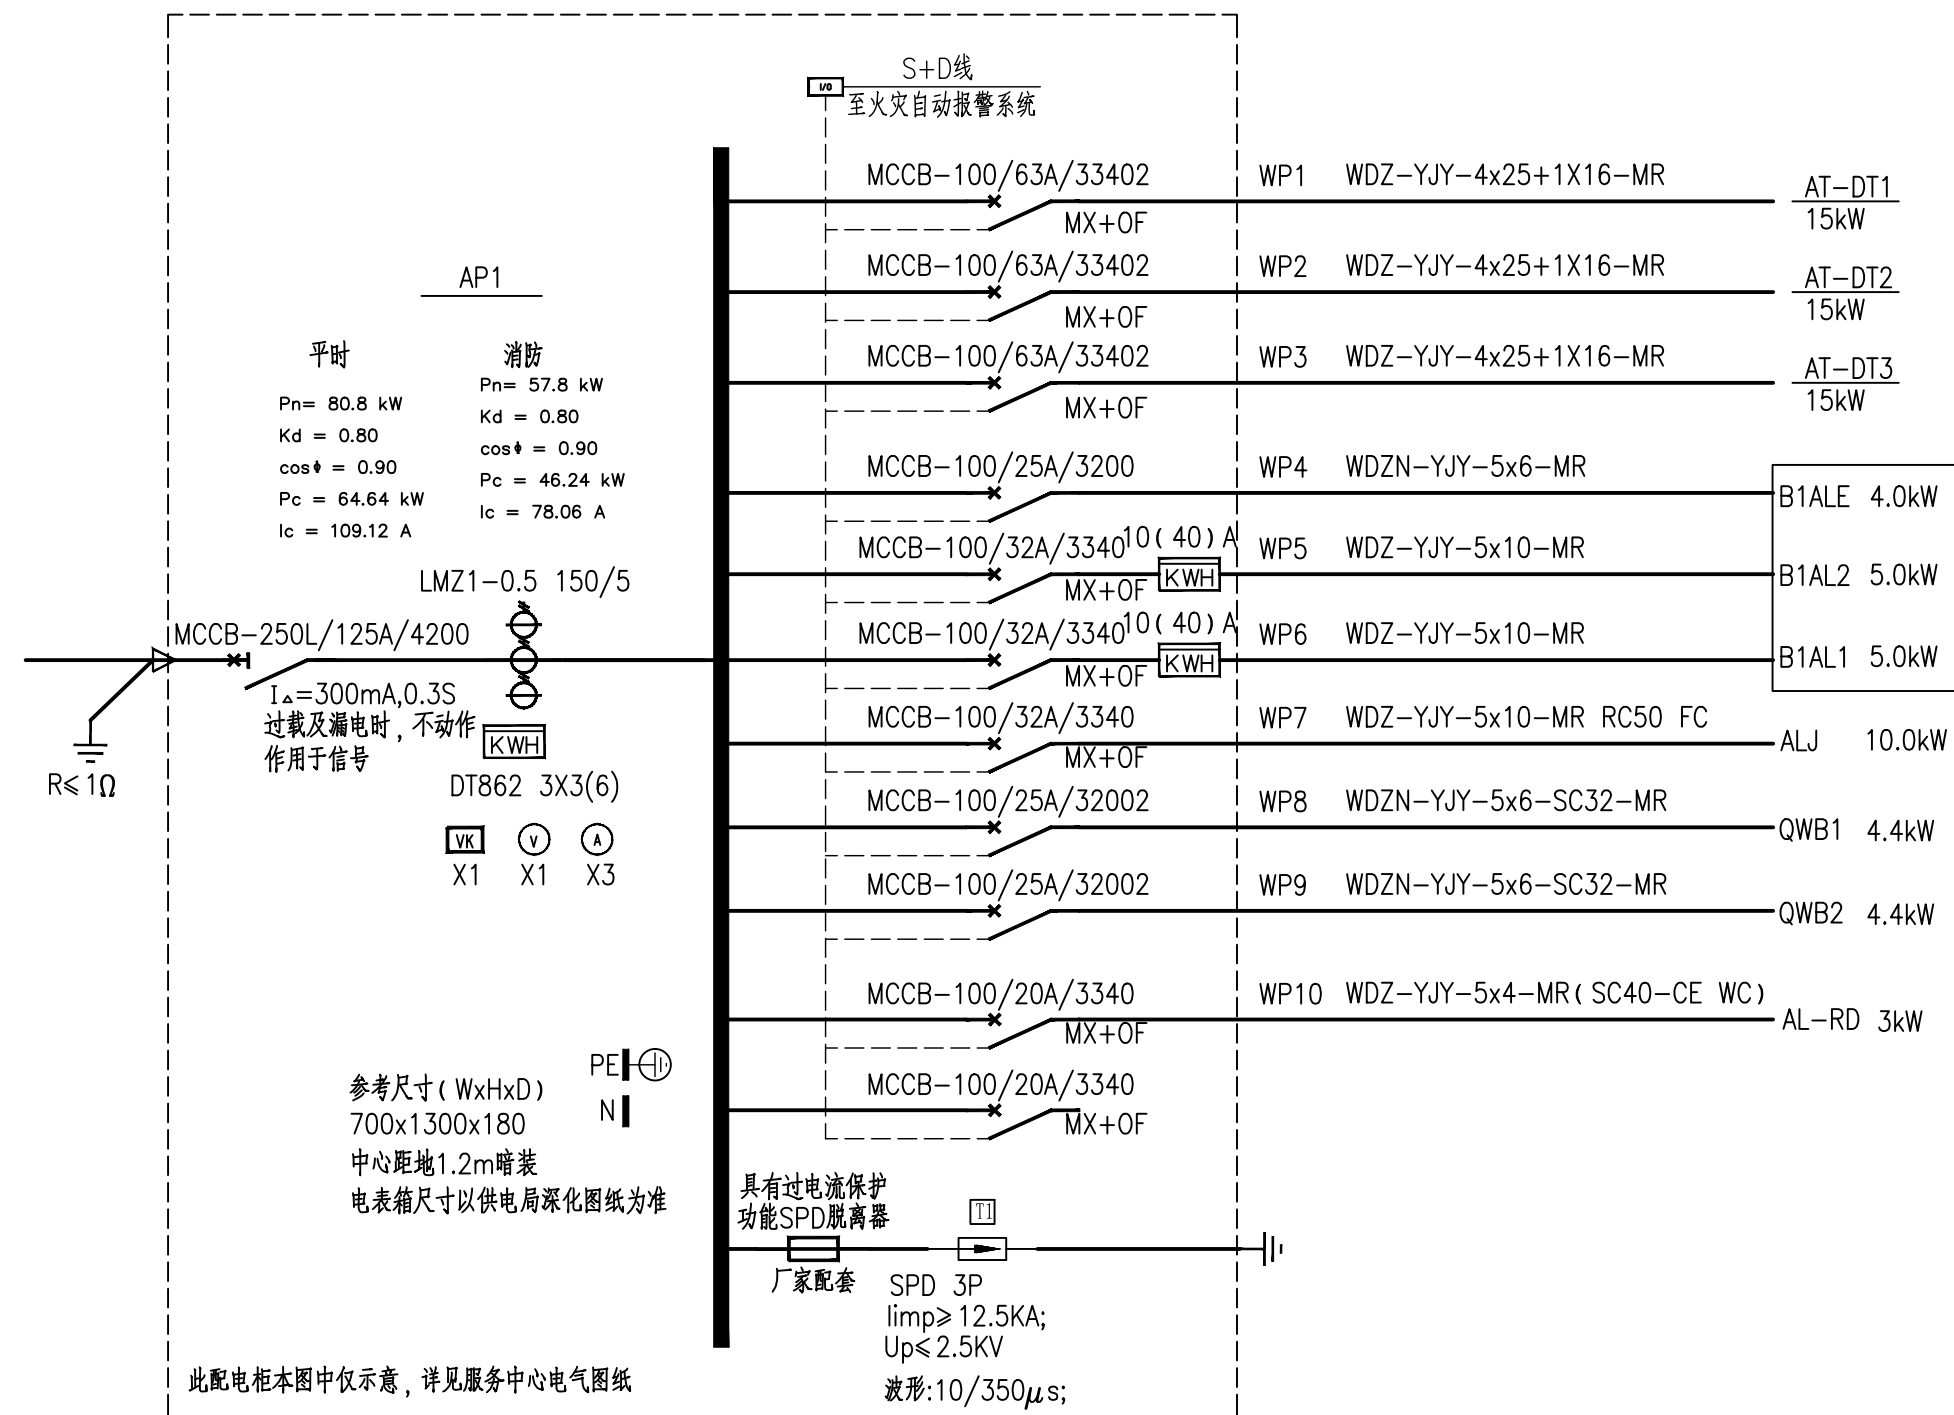 S+D线
I/O
至火灾自动报警系统
MCCB-100/63A/33402
WP1
WDZ-YJY-4x25+1X16-MR
AT-DT1
15kW
MX+OF
MCCB-100/63A/33402
WP2
WDZ-YJY-4x25+1X16-MR
AT-DT2
15kW
MX+OF
MCCB-100/63A/33402
WP3
WDZ-YJY-4x25+1X16-MR
AT-DT3
15kW
MX+OF
MCCB-100/25A/3200
WP4
WDZN-YJY-5x6-MR
B1ALE 4.0kW
MCCB-100/32A/3340
10(40)A
KWH
WP5
WDZ-YJY-5x10-MR
B1AL2 5.0kW
MX+OF
MCCB-100/32A/3340
10(40)A
KWH
WP6
WDZ-YJY-5x10-MR
B1AL1 5.0kW
MX+OF
MCCB-100/32A/3340
WP7
WDZ-YJY-5x10-MR RC50 FC
ALJ 10.0kW
MX+OF
MCCB-100/25A/32002
WP8
WDZN-YJY-5x6-SC32-MR
QWB1 4.4kW
MCCB-100/25A/32002
WP9
WDZN-YJY-5x6-SC32-MR
QWB2 4.4kW
MCCB-100/20A/3340
WP10
WDZ-YJY-5x4-MR(SC40-CE WC)
AL-RD 3kW
MX+OF
MCCB-100/20A/3340
MX+OF
AP1
平时
Pn= 80.8 kW
Kd = 0.80
cosϕ = 0.90
Pc = 64.64 kW
Ic = 109.12 A
消防
Pn= 57.8 kW
Kd = 0.80
cosϕ = 0.90
Pc = 46.24 kW
Ic = 78.06 A
LMZ1-0.5 150/5
MCCB-250L/125A/4200
I△=300mA,0.3S
过载及漏电时,不动作
作用于信号
KWH
DT862 3X3(6)
R≤1Ω
VK
V
A
X1
X1
X3
PE
N
参考尺寸(WxHxD)
700x1300x180
中心距地1.2m暗装
电表箱尺寸以供电局深化图纸为准
具有过电流保护
功能SPD脱离器
厂家配套
T1
SPD 3P
Iimp≥12.5KA;
Up≤2.5KV
波形:10/350μs;
此配电柜本图中仅示意,详见服务中心电气图纸